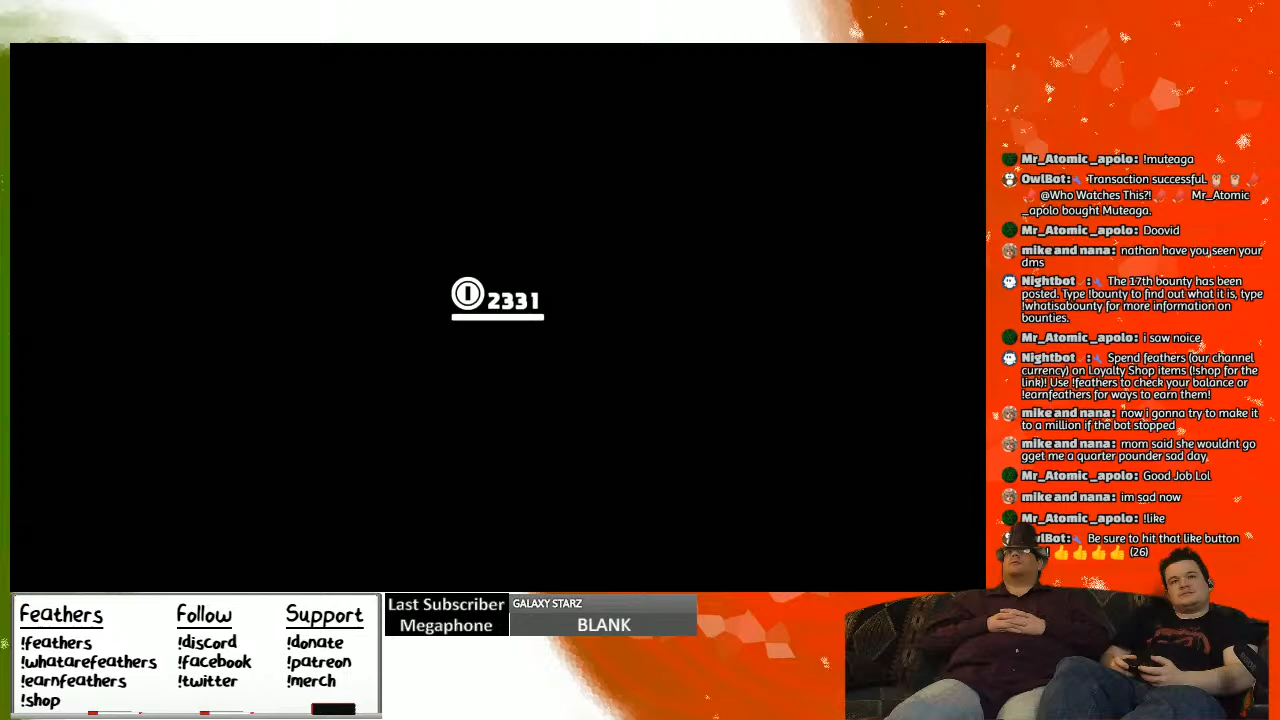 2331
Mr_Atomic_apolo: !muteaga
OwlBot: Transaction successful.
@Who Watches This?! Mr_Atomic
_apolo bought Muteaga.
Mr_Atomic_apolo: Doovid
mike and nana: nathan have you seen your
dms
Nightbot : The 17th bounty has been
posted. Type !bounty to find out what it is, type
!whatisabounty for more information on
bounties.
Mr_Atomic_apolo: i saw noice
Nightbot : Spend feathers (our channel
currency) on Loyalty Shop items (!shop for the
link)! Use !feathers to check your balance or
!earnfeathers for ways to earn them!
mike and nana: now i gonna try to make it
to a million if the bot stopped
mike and nana: mom said she wouldnt go
gget me a quarter pounder sad day
Mr_Atomic_apolo: Good Job Lol
mike and nana: im sad now
Mr_Atomic_apolo: !like
wlBot: Be sure to hit that like button
! 👍👍👍👍 (26)
Feathers
!feathers
!whatarefeathers
!earnfeathers
!shop
Follow
!discord
!facebook
!twitter
Support
!donate
!patreon
!merch
Last Subscriber
Megaphone
GALAXY STARZ
BLANK